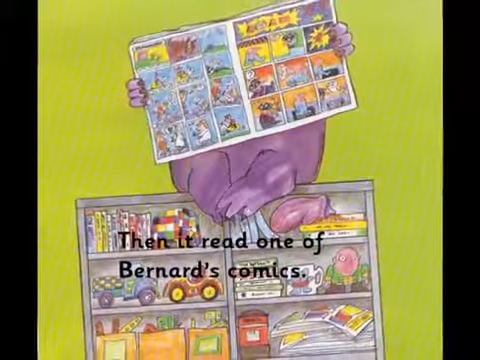 Then it read one of
Bernard's comics.